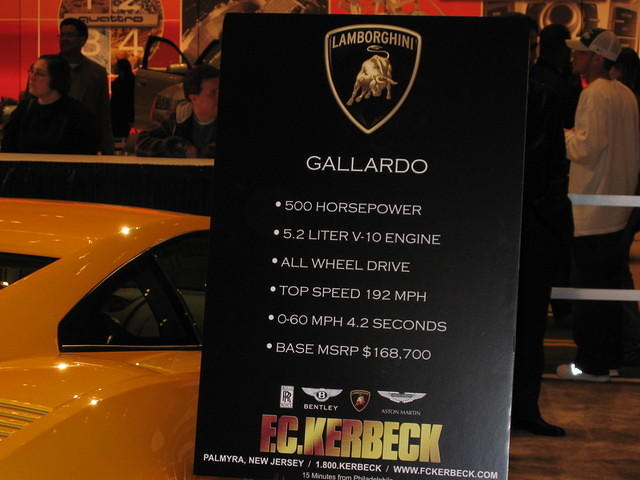 quattro
LAMBORGHINI
GALLARDO
• 500 HORSEPOWER
• 5.2 LITER V-10 ENGINE
• ALL WHEEL DRIVE
• TOP SPEED 192 MPH
• 0-60 MPH 4.2 SECONDS
• BASE MSRP $168,700
RR
BENTLEY
ASTON MARTIN
F.C. KERBECK
PALMYRA, NEW JERSEY / 1.800.KERBECK / WWW.FCKERBECK.COM
15 Minutes from Philadelphia